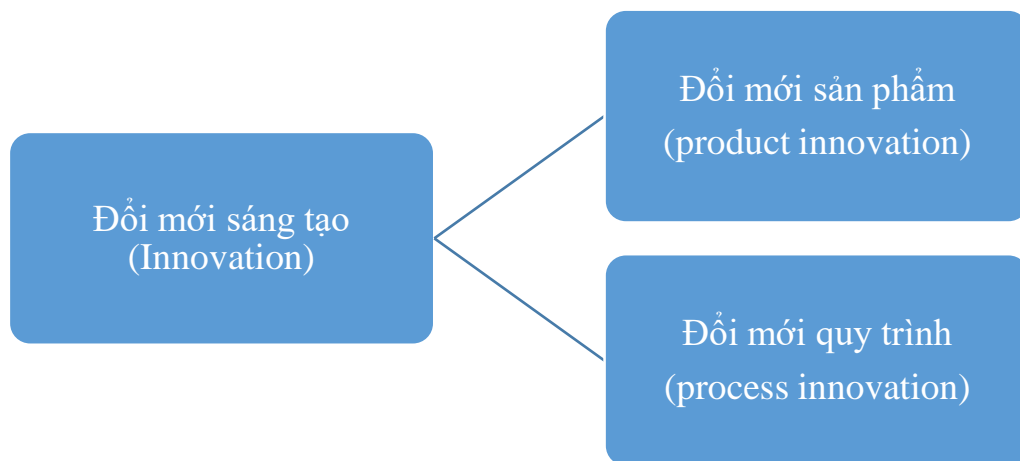 Đổi mới sáng tạo
(Innovation)
Đổi mới sản phẩm
(product innovation)
Đổi mới quy trình
(process innovation)